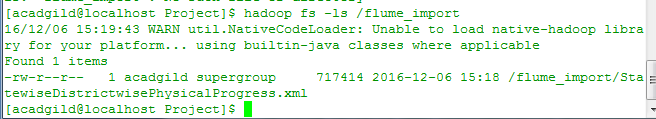 [acadgild@localhost Project]$ hadoop fs -ls /flume_import
16/12/06 15:19:43 WARN util.NativeCodeLoader: Unable to load native-hadoop libra
ry for your platform... using builtin-java classes where applicable
Found 1 items
-rw-r--r--   1 acadgild supergroup     717414 2016-12-06 15:18 /flume_import/Sta
tewiseDistrictwisePhysicalProgress.xml
[acadgild@localhost Project]$